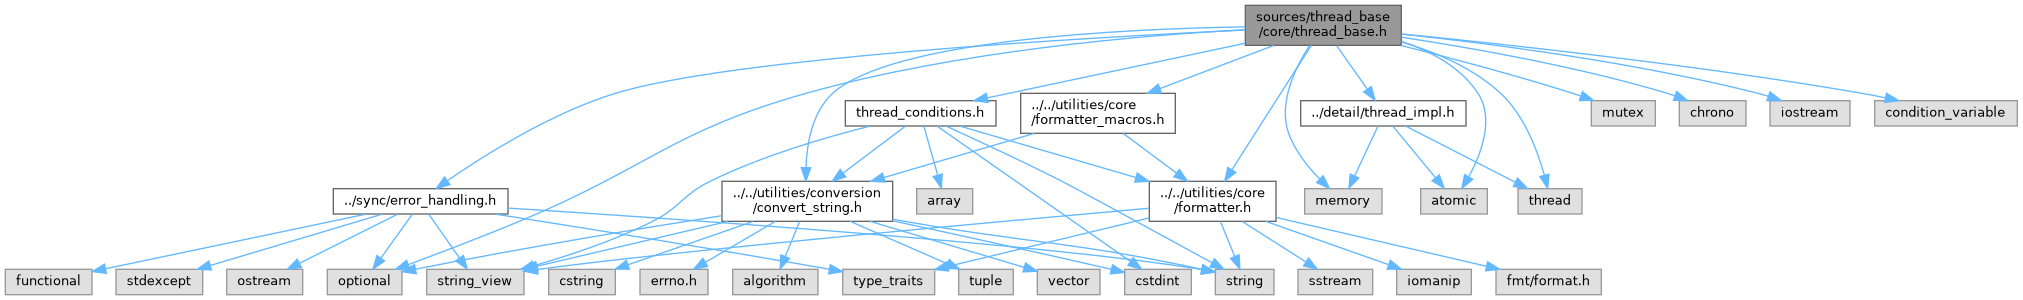 sources/thread_base
/core/thread_base.h
thread_conditions.h
../../utilities/core
/formatter_macros.h
../detail/thread_impl.h
mutex
chrono
iostream
condition_variable
../sync/error_handling.h
../../utilities/conversion
/convert_string.h
array
../../utilities/core
/formatter.h
memory
atomic
thread
functional
stdexcept
ostream
optional
string_view
cstring
errno.h
algorithm
type_traits
tuple
vector
cstdint
string
sstream
iomanip
fmt/format.h